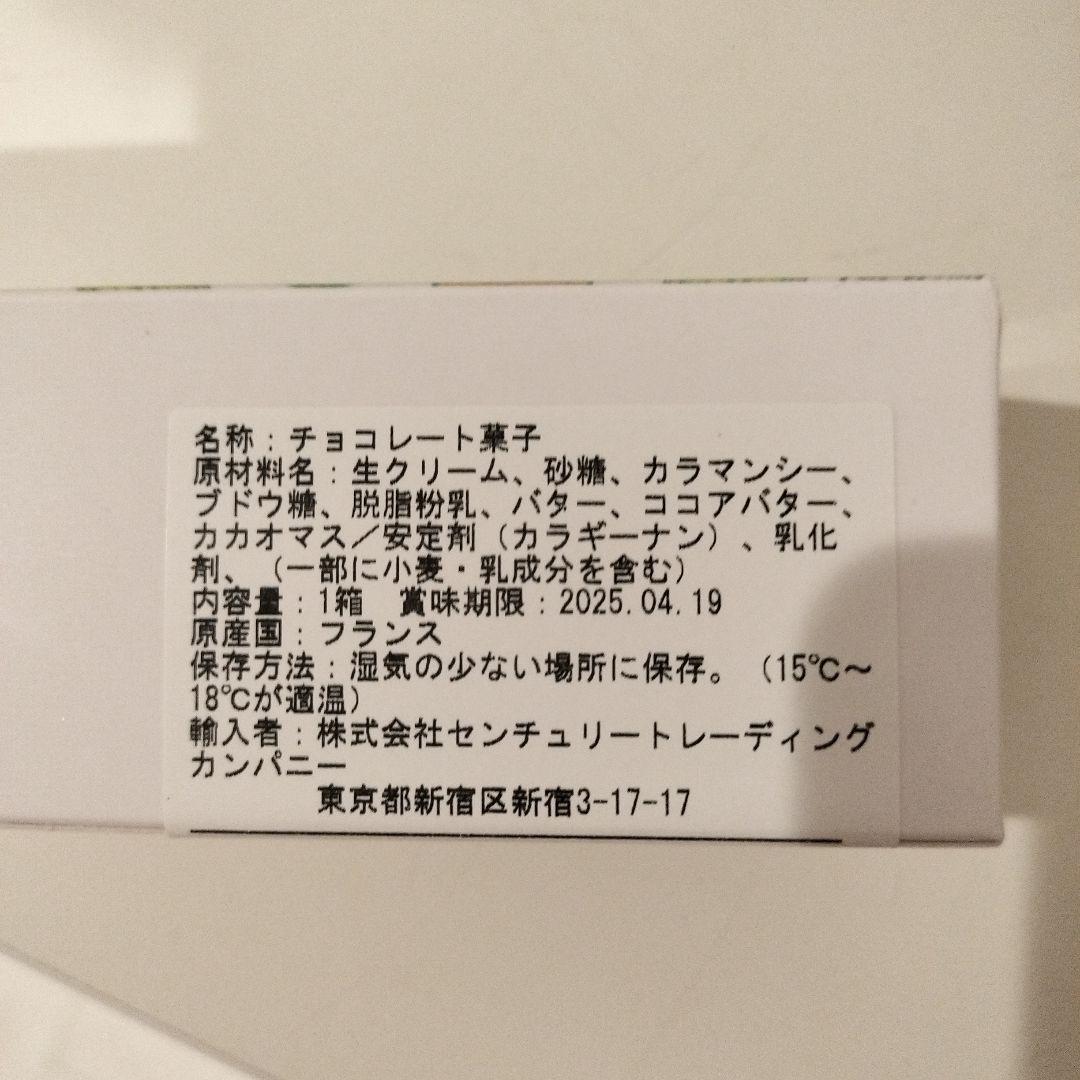 名称：チョコレート菓子
原材料名：生クリーム、砂糖、カラマンシー、
ブドウ糖、脱脂粉乳、バター、ココアバター、
カカオマス／安定剤（カラギーナン）、乳化
剤、（一部に小麦・乳成分を含む）
内容量：1箱　賞味期限：2025.04.19
原産国：フランス
保存方法：湿気の少ない場所に保存。（15℃～
18℃が適温）
輸入者：株式会社センチュリートレーディング
カンパニー
東京都新宿区新宿3-17-17